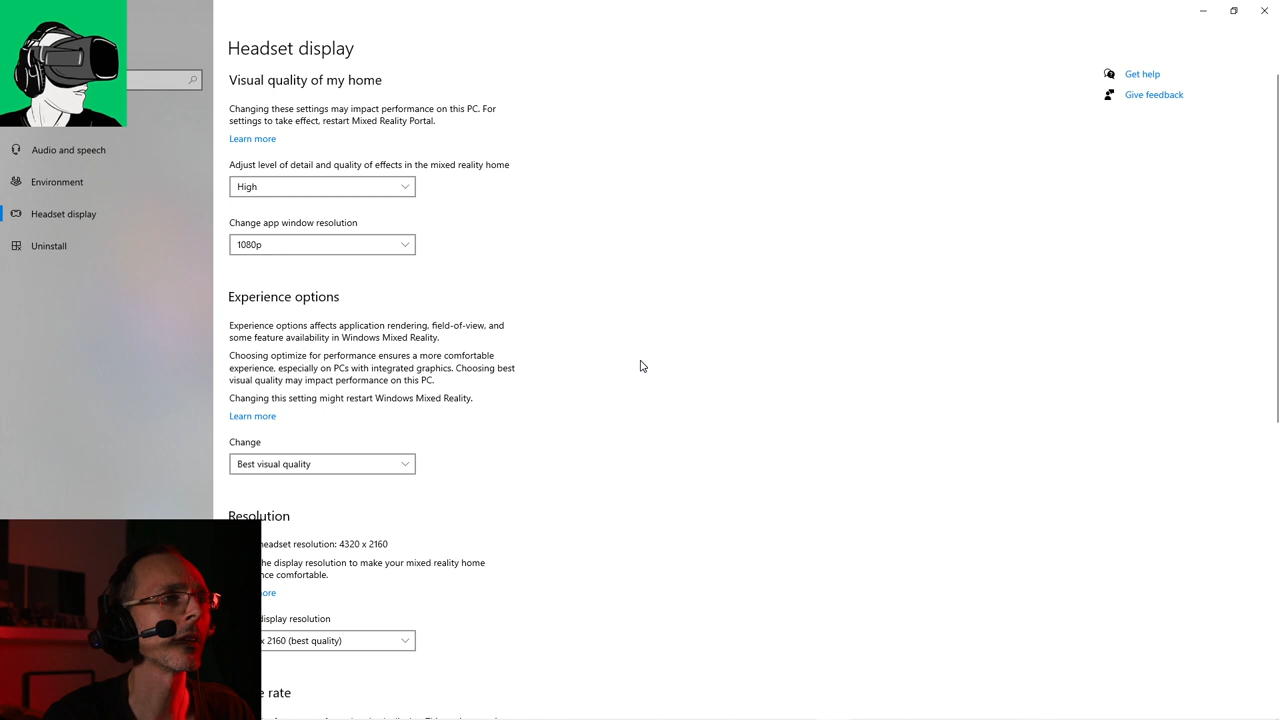 Headset display
Visual quality of my home
Changing these settings may impact performance on this PC. For
settings to take effect, restart Mixed Reality Portal.
Learn more
Adjust level of detail and quality of effects in the mixed reality home
High
Change app window resolution
1080p
Experience options
Experience options affects application rendering, field-of-view, and
some feature availability in Windows Mixed Reality.
Choosing optimize for performance ensures a more comfortable
experience, especially on PCs with integrated graphics. Choosing best
visual quality may impact performance on this PC.
Changing this setting might restart Windows Mixed Reality.
Learn more
Change
Best visual quality
Resolution
headset resolution: 4320 x 2160
the display resolution to make your mixed reality home
comfortable.
more
display resolution
x 2160 (best quality)
rate
Get help
Give feedback
Audio and speech
Environment
Headset display
Uninstall